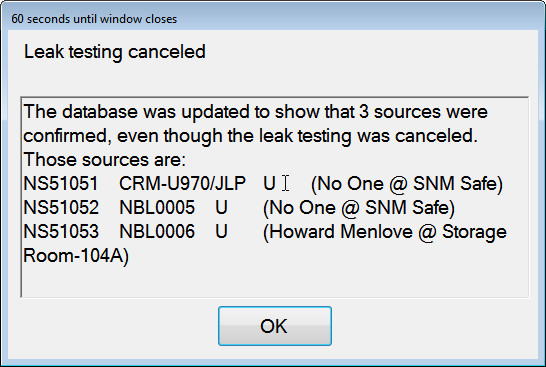 60 seconds until window closes
Leak testing canceled
The database was updated to show that 3 sources were
confirmed, even though the leak testing was canceled.
Those sources are:
NS51051 CRM-U970/JLP U (No One @ SNM Safe)
NS51052 NBL0005 U (No One @ SNM Safe)
NS51053 NBL0006 U (Howard Menlove @ Storage
Room-104A)
OK